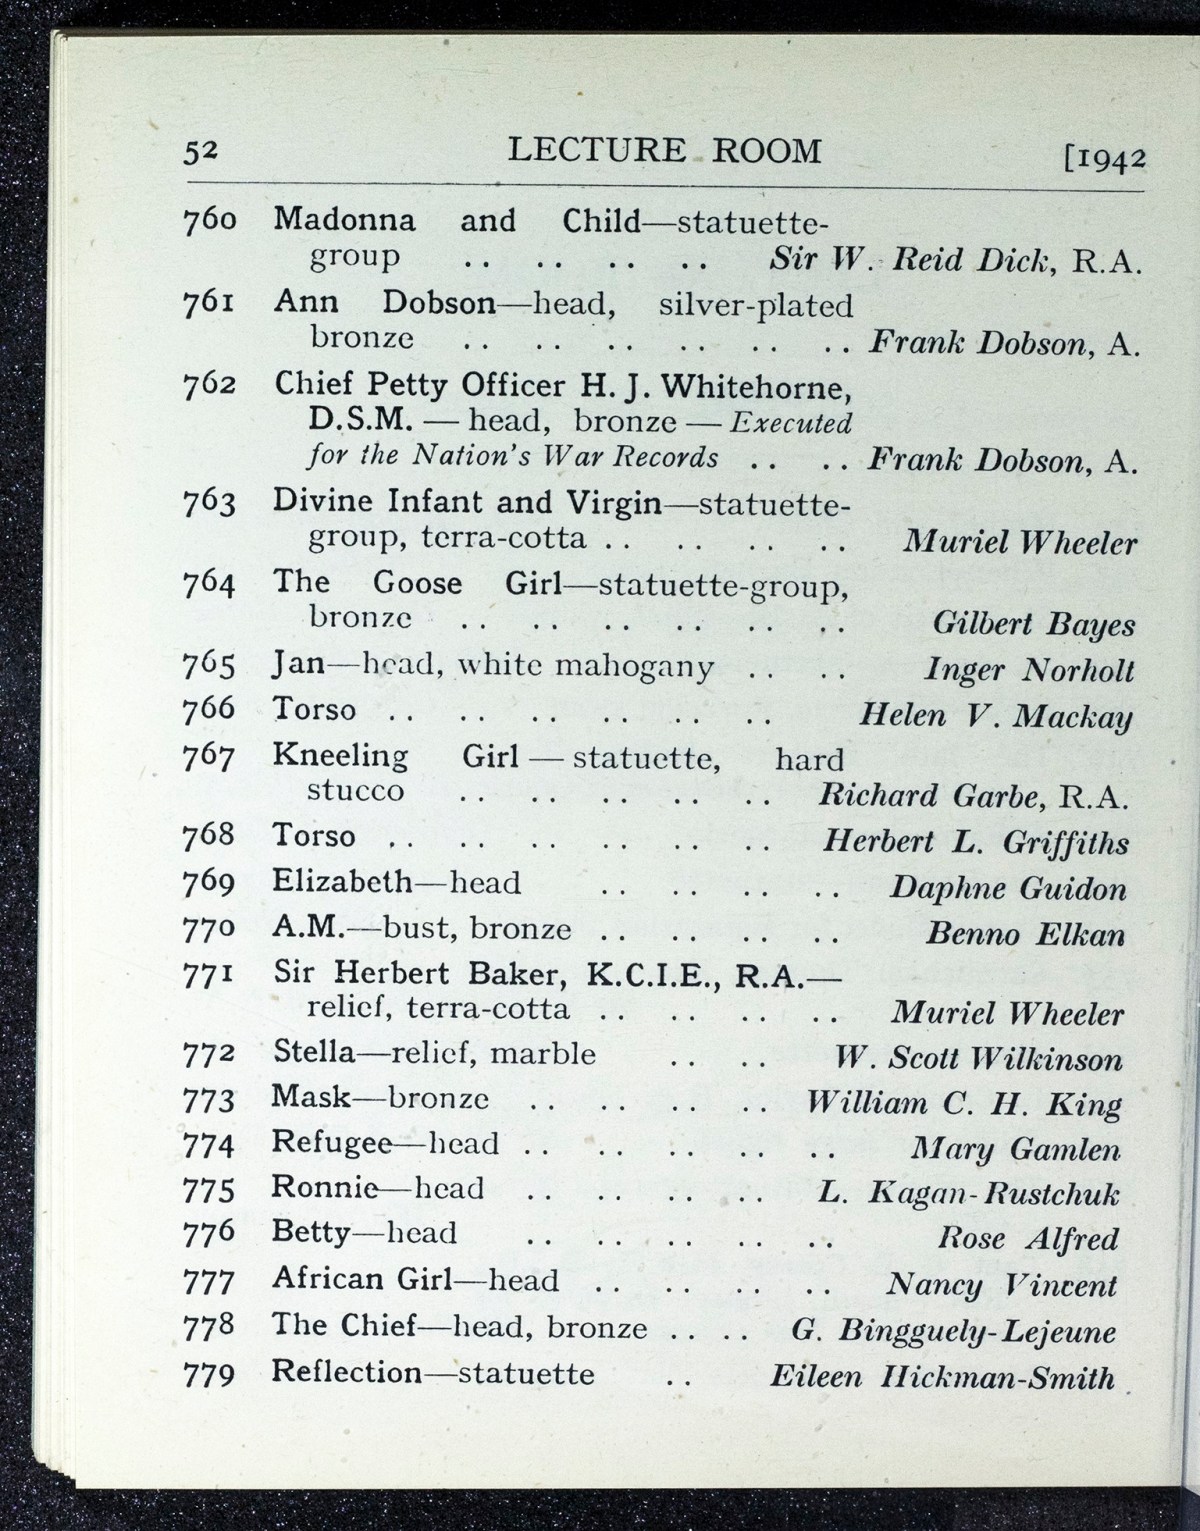 52 LECTURE ROOM [1942
760 Madonna and Child—statuette-
group .. .. .. .. Sir W. Reid Dick, R.A.
761 Ann Dobson—head, silver-plated
bronze .. .. .. .. .. .. Frank Dobson, A.
762 Chief Petty Officer H. J. Whitehorne,
D.S.M. — head, bronze — Executed
for the Nation's War Records .. .. Frank Dobson, A.
763 Divine Infant and Virgin—statuette-
group, terra-cotta .. .. .. .. Muriel Wheeler
764 The Goose Girl—statuette-group,
bronze .. .. .. .. .. .. Gilbert Bayes
765 Jan—head, white mahogany .. .. Inger Norholt
766 Torso .. .. .. .. .. .. Helen V. Mackay
767 Kneeling Girl — statuette, hard
stucco .. .. .. .. .. Richard Garbe, R.A.
768 Torso .. .. .. .. .. .. Herbert L. Griffiths
769 Elizabeth—head .. .. .. .. Daphne Guidon
770 A.M.—bust, bronze .. .. .. .. Benno Elkan
771 Sir Herbert Baker, K.C.I.E., R.A.—
relief, terra-cotta .. .. .. .. Muriel Wheeler
772 Stella—relief, marble .. .. W. Scott Wilkinson
773 Mask—bronze .. .. .. .. William C. H. King
774 Refugee—head .. .. .. .. .. Mary Gamlen
775 Ronnie—head .. .. .. .. L. Kagan-Rustchuk
776 Betty—head .. .. .. .. .. Rose Alfred
777 African Girl—head .. .. .. .. Nancy Vincent
778 The Chief—head, bronze .. .. G. Bingguely-Lejeune
779 Reflection—statuette .. Eileen Hickman-Smith